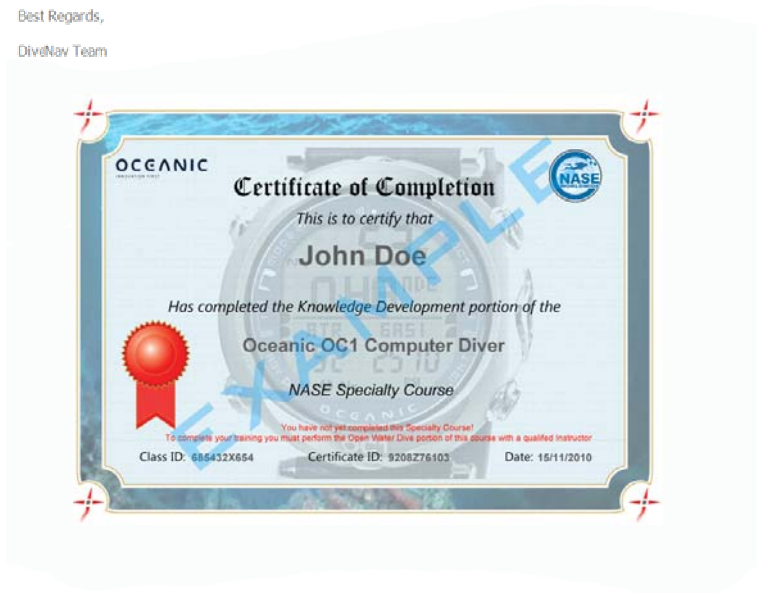 Best Regards,
DiveNav Team
OCEANIC
NASE
Certificate of Completion
This is to certify that
John Doe
Has completed the Knowledge Development portion of the
Oceanic OC1 Computer Diver
NASE Specialty Course
You have not yet completed this Specialty Course!
To complete your training you must perform the Open Water Dive portion of this course with a qualifed Instructor
Class ID: 685432X654 Certificate ID: 9208Z76103 Date: 15/11/2010
EXAMPLE
OCEANIC